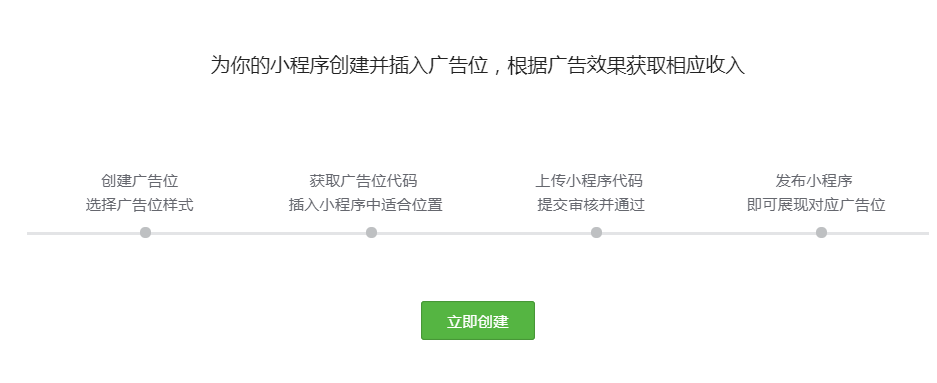 为你的小程序创建并插入广告位，根据广告效果获取相应收入
创建广告位
选择广告位样式
获取广告位代码
插入小程序中适合位置
上传小程序代码
提交审核并通过
发布小程序
即可展现对应广告位
立即创建